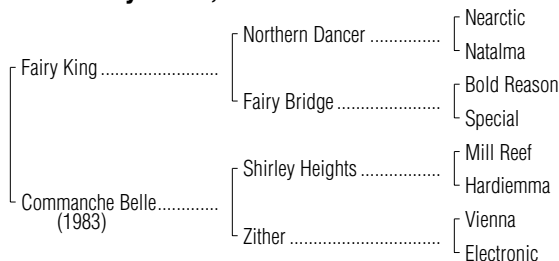 Nearctic
Northern Dancer ...............
Natalma
Fairy King .........................
Bold Reason
Fairy Bridge ......................
Special
Mill Reef
Shirley Heights .................
Hardiemma
Commanche Belle.............
(1983)
Vienna
Zither ................................
Electronic